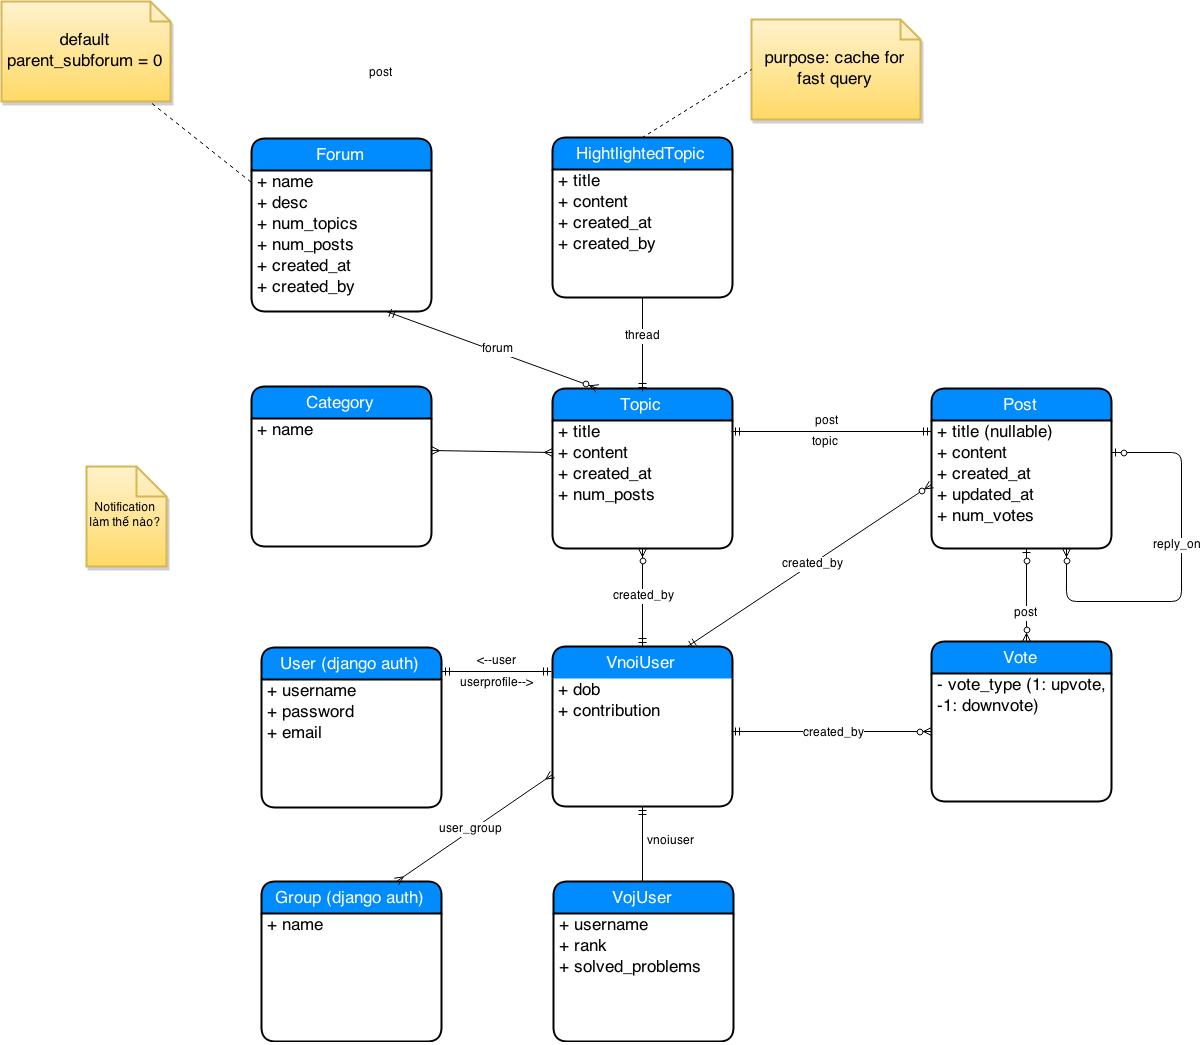 default
parent_subforum = 0
post
purpose: cache for
fast query
Forum
+ name
+ desc
+ num_topics
+ num_posts
+ created_at
+ created_by
HightlightedTopic
+ title
+ content
+ created_at
+ created_by
forum
thread
Category
+ name
Topic
+ title
+ content
+ created_at
+ num_posts
post
topic
Post
+ title (nullable)
+ content
+ created_at
+ updated_at
+ num_votes
reply_on
Notification
làm thế nào?
created_by
created_by
post
User (django auth)
+ username
+ password
+ email
<--user
userprofile-->
VnoiUser
+ dob
+ contribution
created_by
Vote
- vote_type (1: upvote,
-1: downvote)
user_group
vnoiuser
Group (django auth)
+ name
VojUser
+ username
+ rank
+ solved_problems